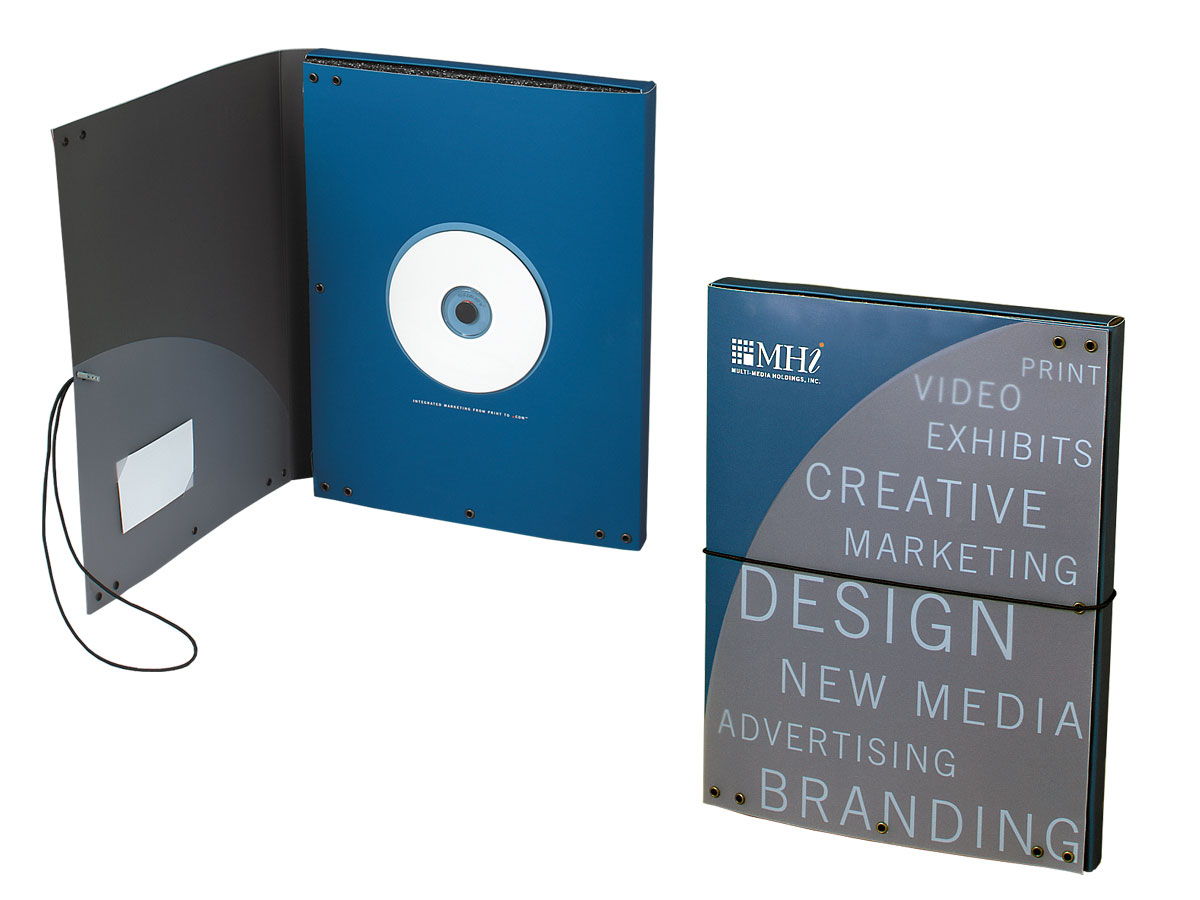 INTEGRATED MARKETING FROM PRINT TO .COM™
MHi
MULTI-MEDIA HOLDINGS, INC.
PRINT
VIDEO
EXHIBITS
CREATIVE
MARKETING
DESIGN
NEW MEDIA
ADVERTISING
BRANDING